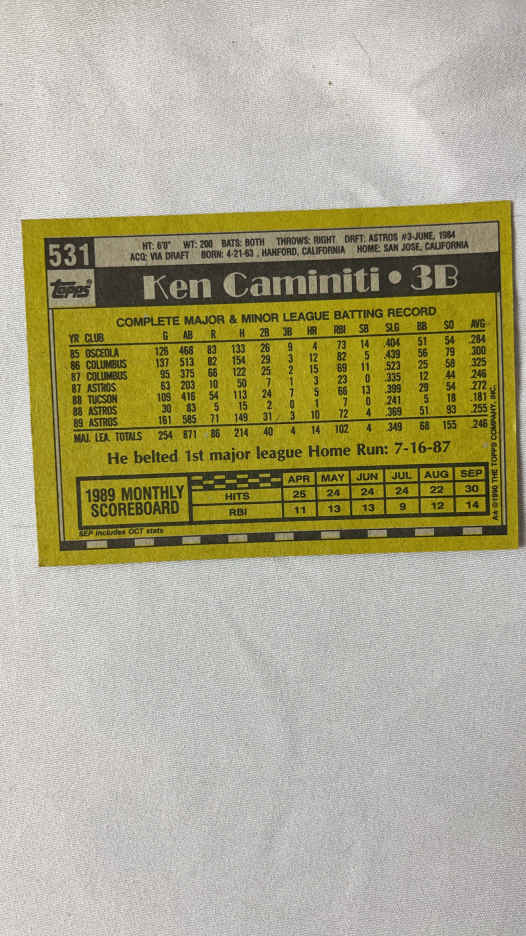 531
HT: 6'0" WT: 200 BATS: BOTH THROWS: RIGHT DRFT: ASTROS #3-JUNE, 1984
ACQ: VIA DRAFT BORN: 4-21-63, HANFORD, CALIFORNIA HOME: SAN JOSE, CALIFORNIA
Topps
Ken Caminiti • 3B
COMPLETE MAJOR & MINOR LEAGUE BATTING RECORD
YR CLUB G AB R H 2B 3B HR RBI SB SLG BB SO AVG
85 OSCEOLA 126 468 83 133 26 9 4 73 14 .404 51 54 .284
86 COLUMBUS 137 513 82 154 29 3 12 82 5 .439 56 79 .300
87 COLUMBUS 95 375 66 122 25 2 15 69 11 .523 25 58 .325
87 ASTROS 63 203 10 50 7 1 3 23 0 .335 12 44 .246
88 TUCSON 109 416 54 113 24 7 5 66 13 .399 29 54 .272
88 ASTROS 30 83 5 15 2 0 1 7 0 .241 5 18 .181
89 ASTROS 161 585 71 149 31 3 10 72 4 .369 51 93 .255
MAJ. LEA. TOTALS 254 871 86 214 40 4 14 102 4 .349 68 155 .246
He belted 1st major league Home Run: 7-16-87
1989 MONTHLY SCOREBOARD
APR MAY JUN JUL AUG SEP
HITS 25 24 24 24 22 30
RBI 11 13 13 9 12 14
SEP includes OCT stats
A* ©1990 THE TOPPS COMPANY, INC.